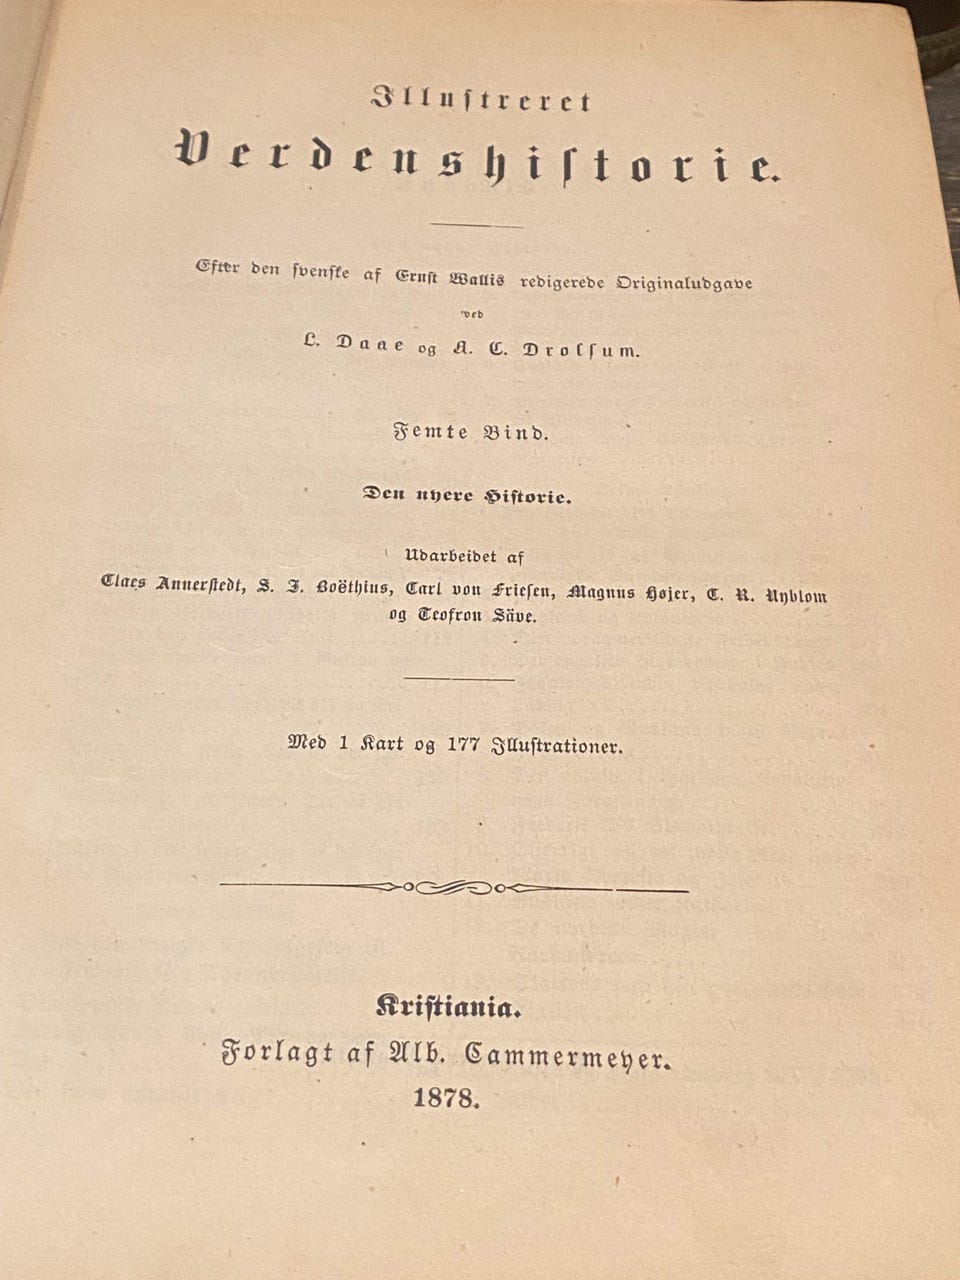 Illustreret
Verdenshistorie.
Efter den svenske af Ernst Wallis redigerede Originaludgave
ved
L. Daae og A. C. Drolsum.
Femte Bind.
Den nyere Historie.
Udarbeidet af
Claes Annerstedt, S. J. Boëthius, Carl von Friesen, Magnus Højer, C. R. Nyblom
og Teofron Säve.
Med 1 Kart og 177 Illustrationer.
Kristiania.
Forlagt af Alb. Cammermeyer.
1878.